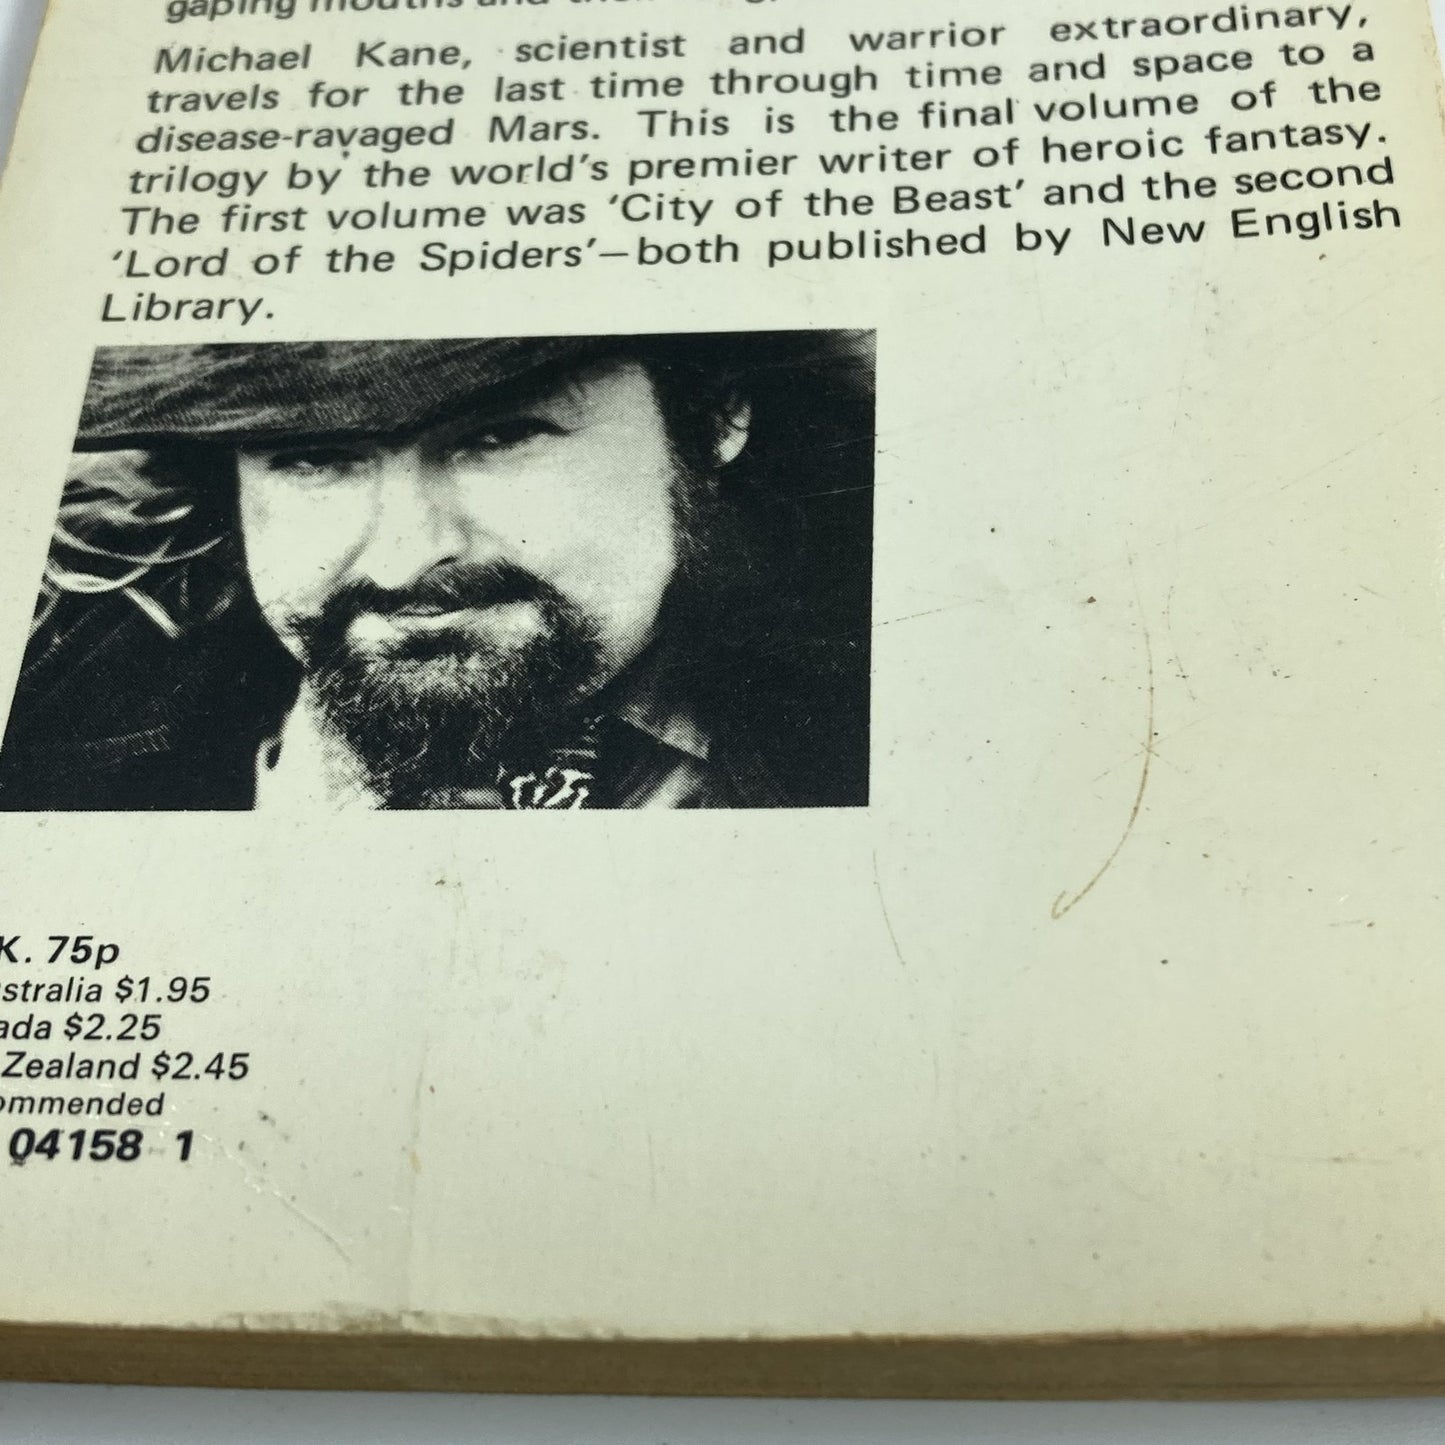 gaping mouths and
Michael Kane, scientist and warrior extraordinary,
travels for the last time through time and space to a
disease-ravaged Mars. This is the final volume of the
trilogy by the world's premier writer of heroic fantasy.
The first volume was 'City of the Beast' and the second
'Lord of the Spiders'—both published by New English
Library.
K. 75p
stralia $1.95
ada $2.25
Zealand $2.45
ommended
04158 1